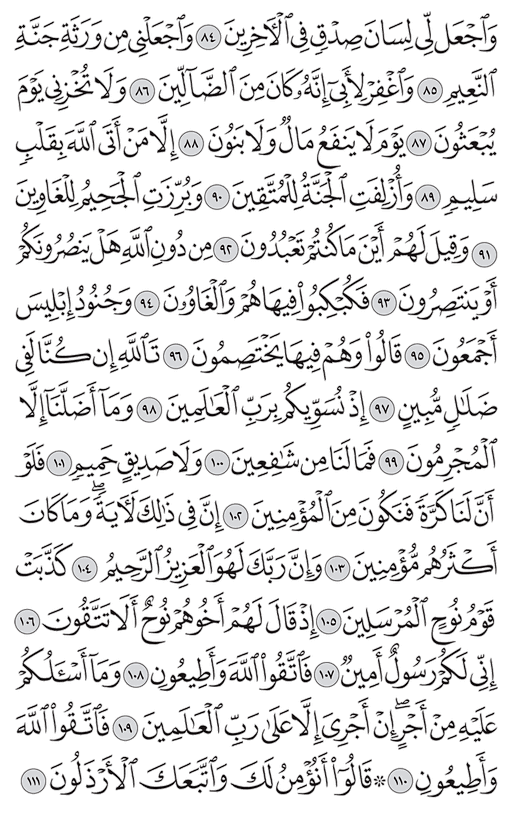 وَٱجۡعَل لِّي لِسَانَ صِدۡقٖ فِي ٱلۡأٓخِرِينَ ٨٤ وَٱجۡعَلۡنِي مِن وَرَثَةِ جَنَّةِ
ٱلنَّعِيمِ ٨٥ وَٱغۡفِرۡ لِأَبِيٓ إِنَّهُۥ كَانَ مِنَ ٱلضَّآلِّينَ ٨٦ وَلَا تُخۡزِنِي يَوۡمَ
يُبۡعَثُونَ ٨٧ يَوۡمَ لَا يَنفَعُ مَالٞ وَلَا بَنُونَ ٨٨ إِلَّا مَنۡ أَتَى ٱللَّهَ بِقَلۡبٖ
سَلِيمٖ ٨٩ وَأُزۡلِفَتِ ٱلۡجَنَّةُ لِلۡمُتَّقِينَ ٩٠ وَبُرِّزَتِ ٱلۡجَحِيمُ لِلۡغَاوِينَ
٩١ وَقِيلَ لَهُمۡ أَيۡنَ مَا كُنتُمۡ تَعۡبُدُونَ ٩٢ مِن دُونِ ٱللَّهِ هَلۡ يَنصُرُونَكُمۡ
أَوۡ يَنتَصِرُونَ ٩٣ فَكُبۡكِبُواْ فِيهَا هُمۡ وَٱلۡغَاوُۥنَ ٩٤ وَجُنُودُ إِبۡلِيسَ
أَجۡمَعُونَ ٩٥ قَالُواْ وَهُمۡ فِيهَا يَخۡتَصِمُونَ ٩٦ تَٱللَّهِ إِن كُنَّا لَفِي
ضَلَٰلٖ مُّبِينٍ ٩٧ إِذۡ نُسَوِّيكُم بِرَبِّ ٱلۡعَٰلَمِينَ ٩٨ وَمَآ أَضَلَّنَآ إِلَّا
ٱلۡمُجۡرِمُونَ ٩٩ فَمَا لَنَا مِن شَٰفِعِينَ ١٠٠ وَلَا صَدِيقٍ حَمِيمٖ ١٠١ فَلَوۡ
أَنَّ لَنَا كَرَّةٗ فَنَكُونَ مِنَ ٱلۡمُؤۡمِنِينَ ١٠٢ إِنَّ فِي ذَٰلِكَ لَأٓيَةٗۖ وَمَا كَانَ
أَكۡثَرُهُم مُّؤۡمِنِينَ ١٠٣ وَإِنَّ رَبَّكَ لَهُوَ ٱلۡعَزِيزُ ٱلرَّحِيمُ ١٠٤ كَذَّبَتۡ
قَوۡمُ نُوحٍ ٱلۡمُرۡسَلِينَ ١٠٥ إِذۡ قَالَ لَهُمۡ أَخُوهُمۡ نُوحٌ أَلَا تَتَّقُونَ ١٠٦
إِنِّي لَكُمۡ رَسُولٌ أَمِينٞ ١٠٧ فَٱتَّقُواْ ٱللَّهَ وَأَطِيعُونِ ١٠٨ وَمَآ أَسۡـَٔلُكُمۡ
عَلَيۡهِ مِنۡ أَجۡرٍۖ إِنۡ أَجۡرِيَ إِلَّا عَلَىٰ رَبِّ ٱلۡعَٰلَمِينَ ١٠٩ فَٱتَّقُواْ ٱللَّهَ
وَأَطِيعُونِ ١١٠ ۞ قَالُوٓاْ أَنُؤۡمِنُ لَكَ وَٱتَّبَعَكَ ٱلۡأَرۡذَلُونَ ١١١